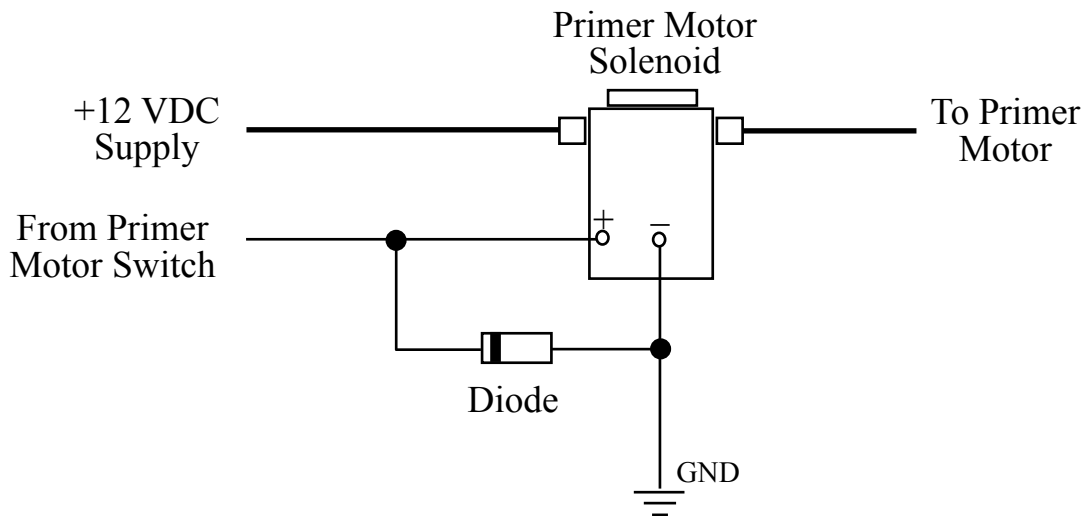 Primer Motor
Solenoid
+12 VDC
Supply
To Primer
Motor
From Primer
Motor Switch
+
−
Diode
GND